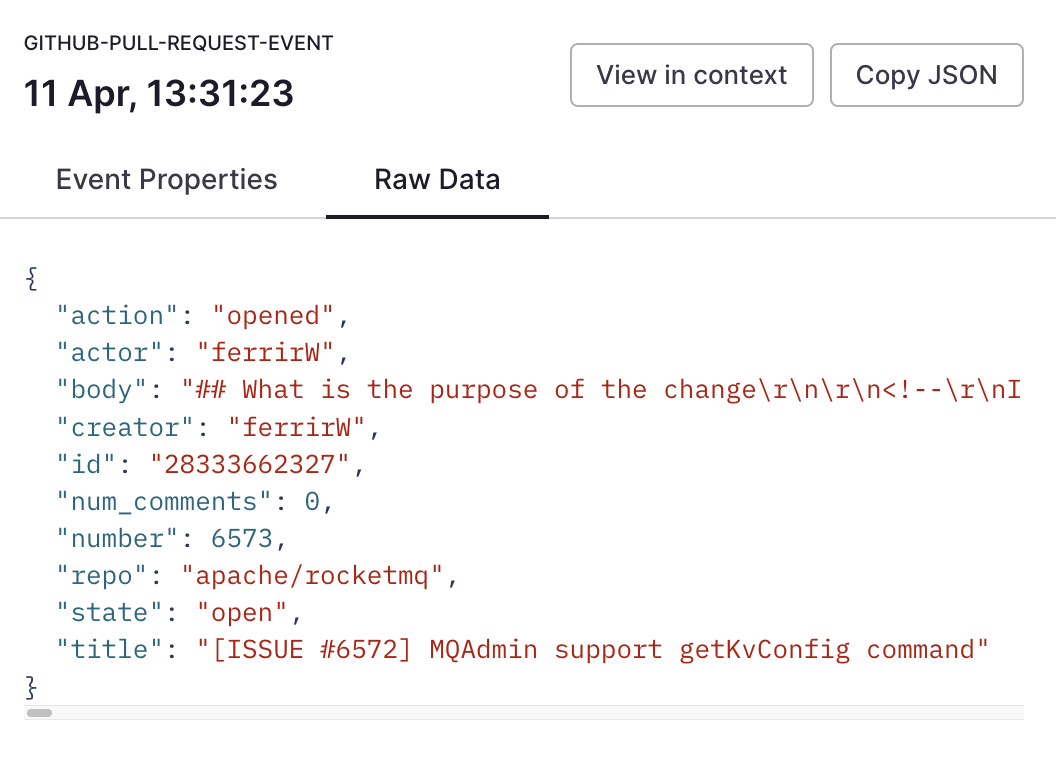 GITHUB-PULL-REQUEST-EVENT
11 Apr, 13:31:23
View in context
Copy JSON
Event Properties
Raw Data
{
  "action": "opened",
  "actor": "ferrirW",
  "body": "## What is the purpose of the change\r\n\r\n<!--\r\nI
  "creator": "ferrirW",
  "id": "28333662327",
  "num_comments": 0,
  "number": 6573,
  "repo": "apache/rocketmq",
  "state": "open",
  "title": "[ISSUE #6572] MQAdmin support getKvConfig command"
}